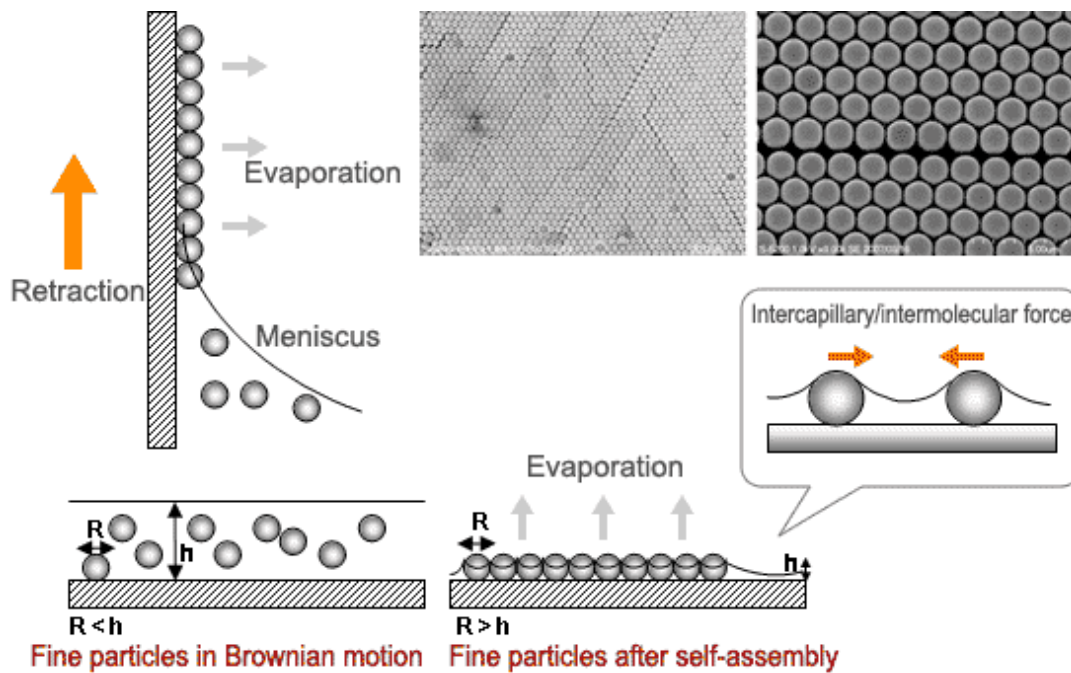 Evaporation
Retraction
Meniscus
Intercapillary/intermolecular force
Evaporation
R
h
R < h
Fine particles in Brownian motion
R
h
R > h
Fine particles after self-assembly